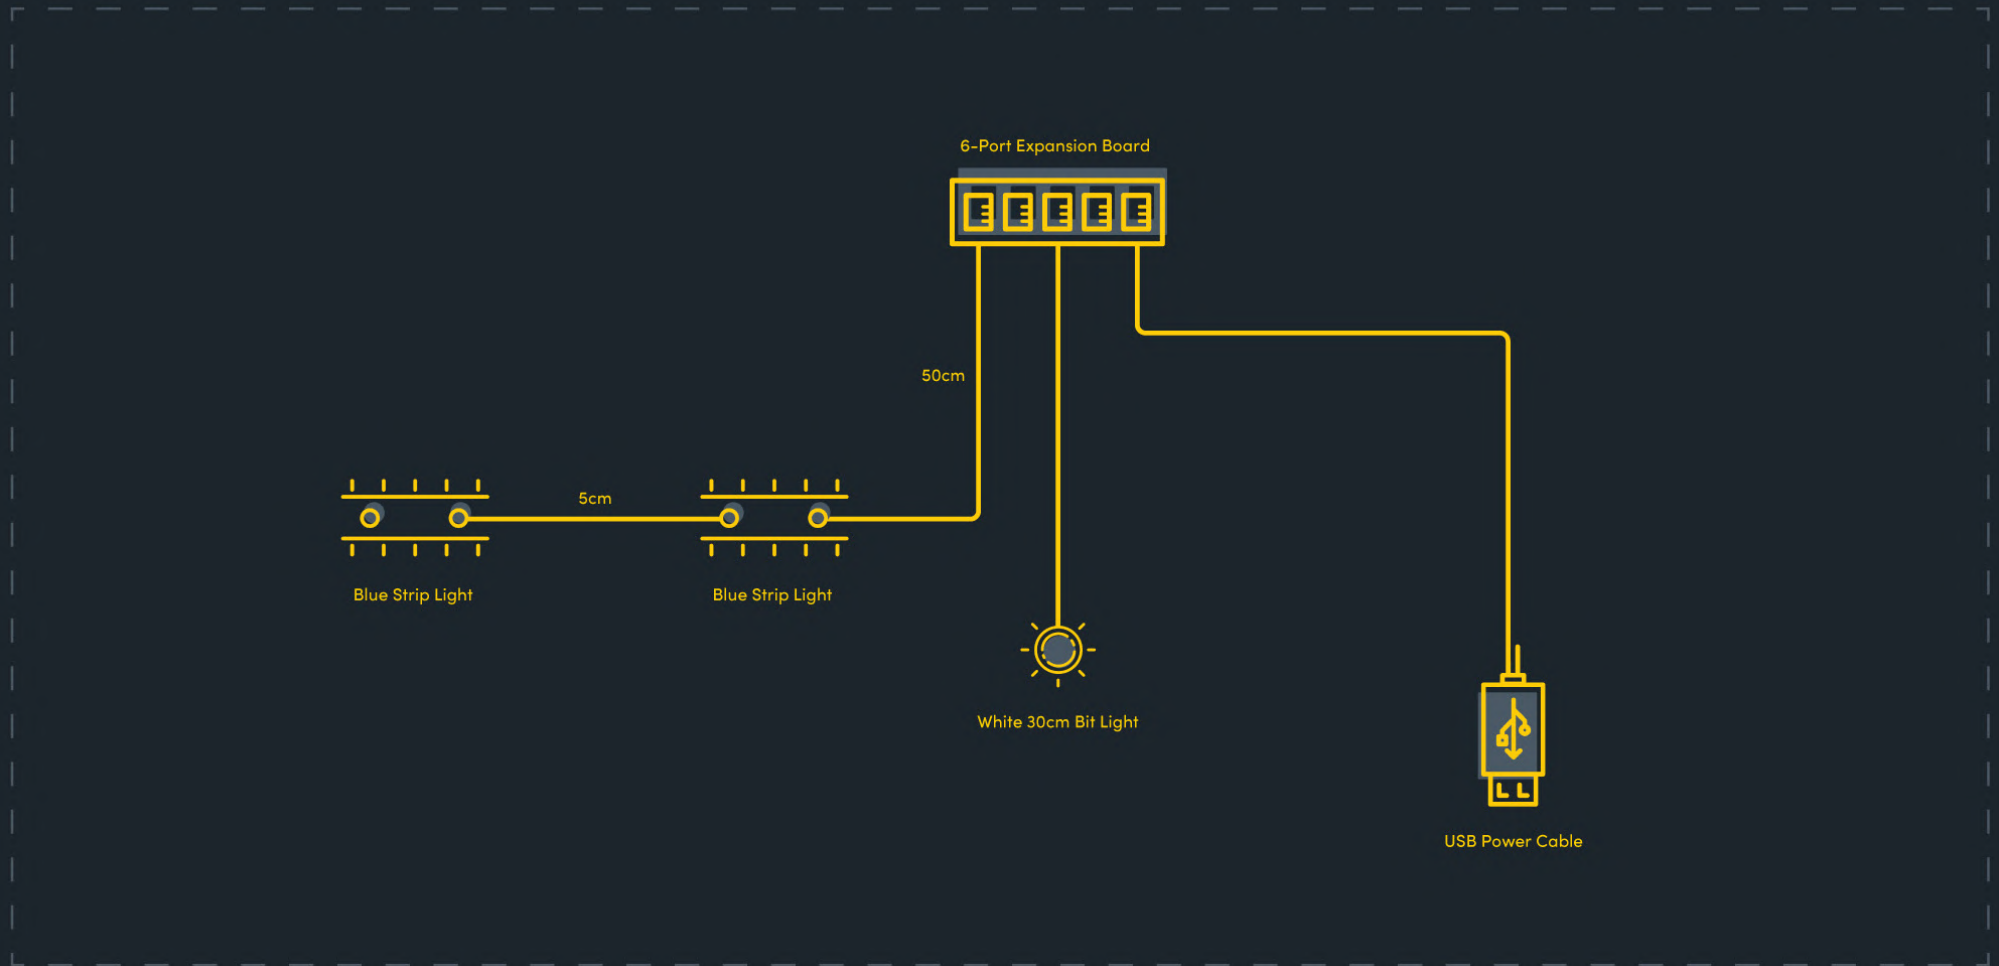 6-Port Expansion Board
50cm
5cm
Blue Strip Light
Blue Strip Light
White 30cm Bit Light
USB Power Cable